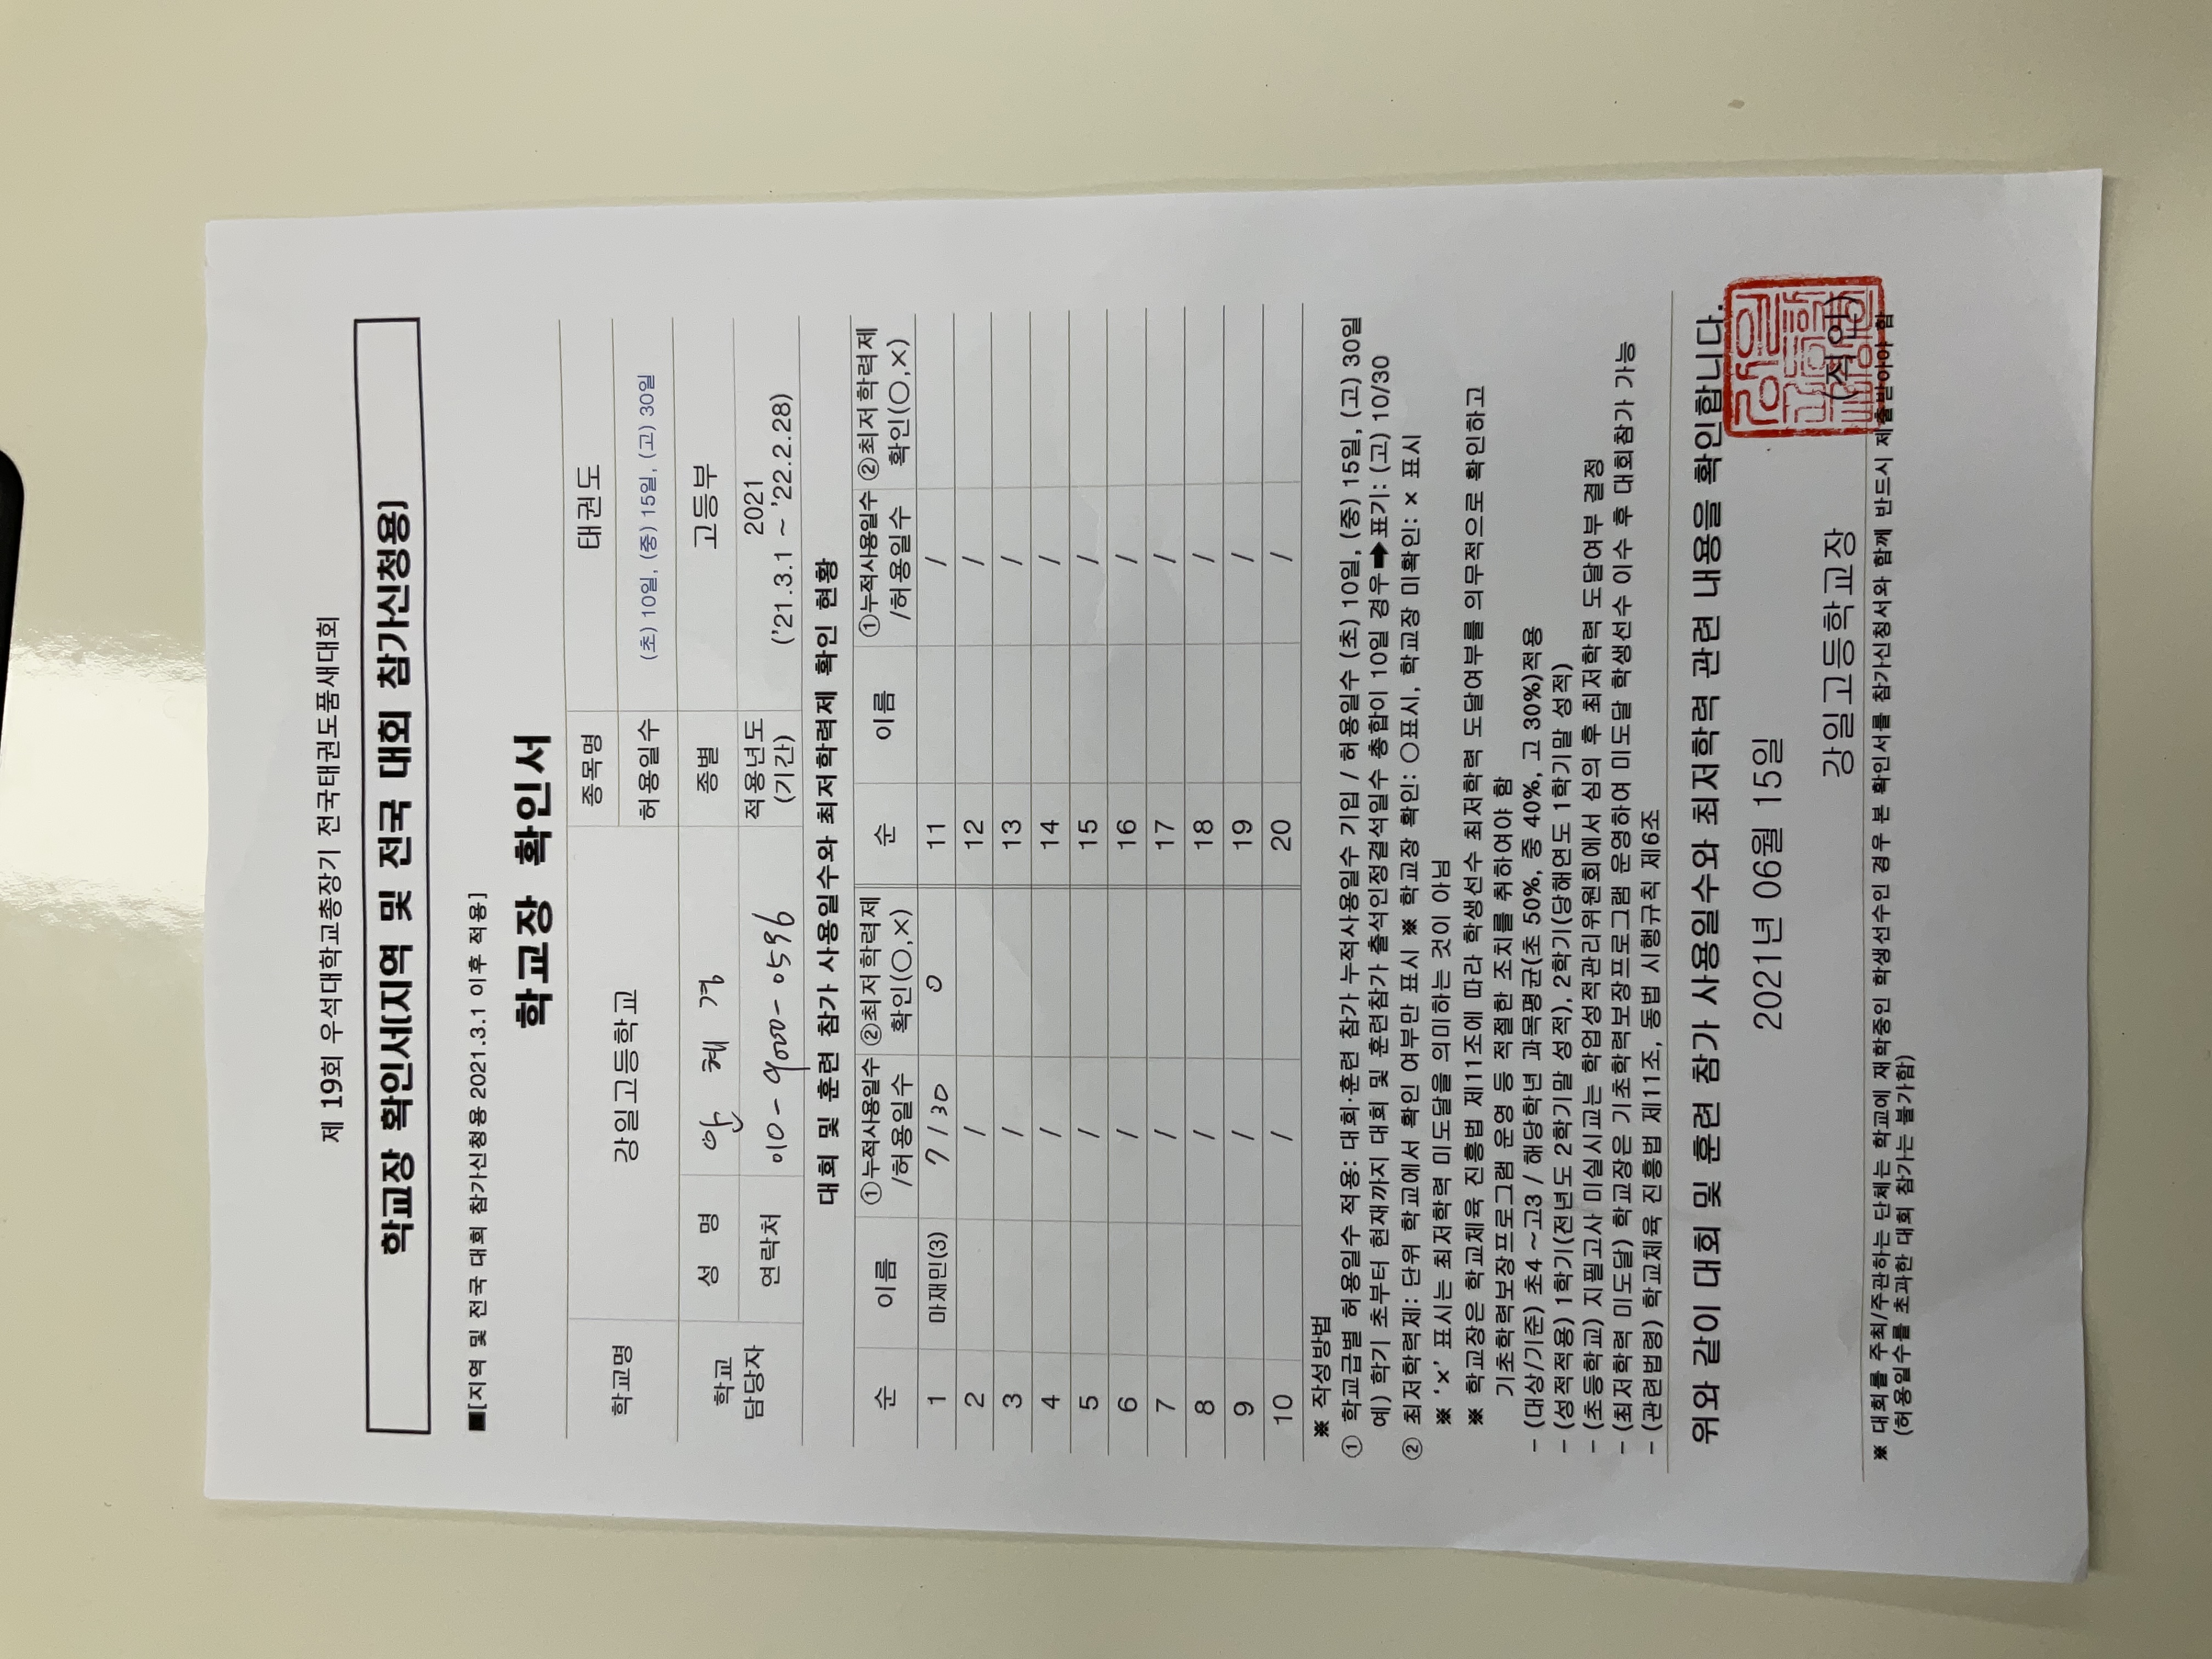 제 19회 우석대학교총장기 전국태권도품새대회
학교장 확인서(지역 및 전국 대회 참가신청용)
■[지역 및 전국 대회 참가신청용 2021.3.1 이후 적용]
학교장 확인서
학교명 강일고등학교 종목명 태권도
허용일수 (초) 10일, (중) 15일, (고) 30일
학교 담당자 성 명 안 혜 경 종별 고등부
연락처 010-9000-0596 적용년도 (기간) 2021 ('21.3.1 ~ '22.2.28)
대회 및 훈련 참가 사용일수와 최저학력제 확인 현황
순 이름 ①누적사용일수 /허용일수 ②최저학력제 확인(○,×) 순 이름 ①누적사용일수 /허용일수 ②최저학력제 확인(○,×)
1 마재민(3) 7/30 0 11 /
2 / 12 /
3 / 13 /
4 / 14 /
5 / 15 /
6 / 16 /
7 / 17 /
8 / 18 /
9 / 19 /
10 / 20 /
※ 작성방법
① 학교급별 허용일수 적용: 대회·훈련 참가 누적사용일수 기입 / 허용일수 (초) 10일, (중) 15일, (고) 30일
예) 학기 초부터 현재까지 대회 및 훈련참가 출석인정결석일수 총합이 10일 경우➡표기: (고) 10/30
② 최저학력제: 단위 학교에서 확인 여부만 표시 ※ 학교장 확인: ○표시, 학교장 미확인: × 표시
※ '×' 표시는 최저학력 미도달을 의미하는 것이 아님
※ 학교장은 학교체육 진흥법 제11조에 따라 학생선수 최저학력 도달여부를 의무적으로 확인하고
기초학력보장프로그램 운영 등 적절한 조치를 취하여야 함
- (대상/기준) 초4 ~고3 / 해당학년 과목평균(초 50%, 중 40%, 고 30%)적용
- (성적적용) 1학기(전년도 2학기말 성적), 2학기(당해연도 1학기말 성적)
- (초등학교) 지필고사 미실시교는 학업성적관리위원회에서 심의 후 최저학력 도달여부 결정
- (최저학력 미도달) 학교장은 기초학력보장프로그램 운영하여 미도달 학생선수 이수 후 대회참가 가능
- (관련법령) 학교체육 진흥법 제11조, 동법 시행규칙 제6조
위와 같이 대회 및 훈련 참가 사용일수와 최저학력 관련 내용을 확인합니다.
2021년 06월 15일
강일고등학교장 (직인)
※ 대회를 주최/주관하는 단체는 학교에 재학중인 학생선수인 경우 본 확인서를 참가신청서와 함께 반드시 제출받아야 함
(허용일수를 초과한 대회 참가는 불가함)